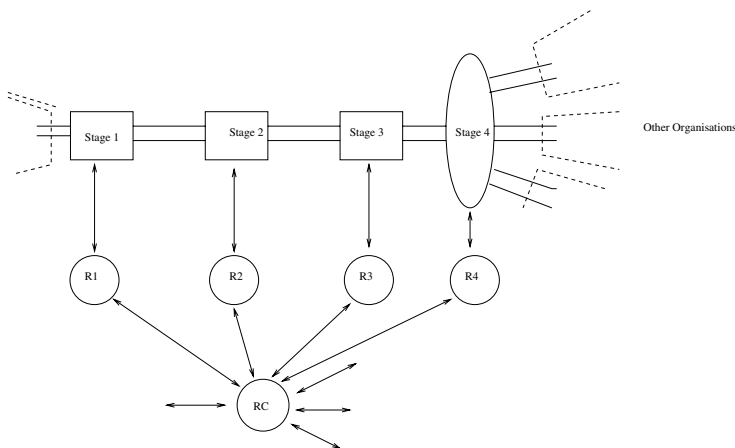 Stage 1
Stage 2
Stage 3
Stage 4
Other Organisations
R1
R2
R3
R4
RC